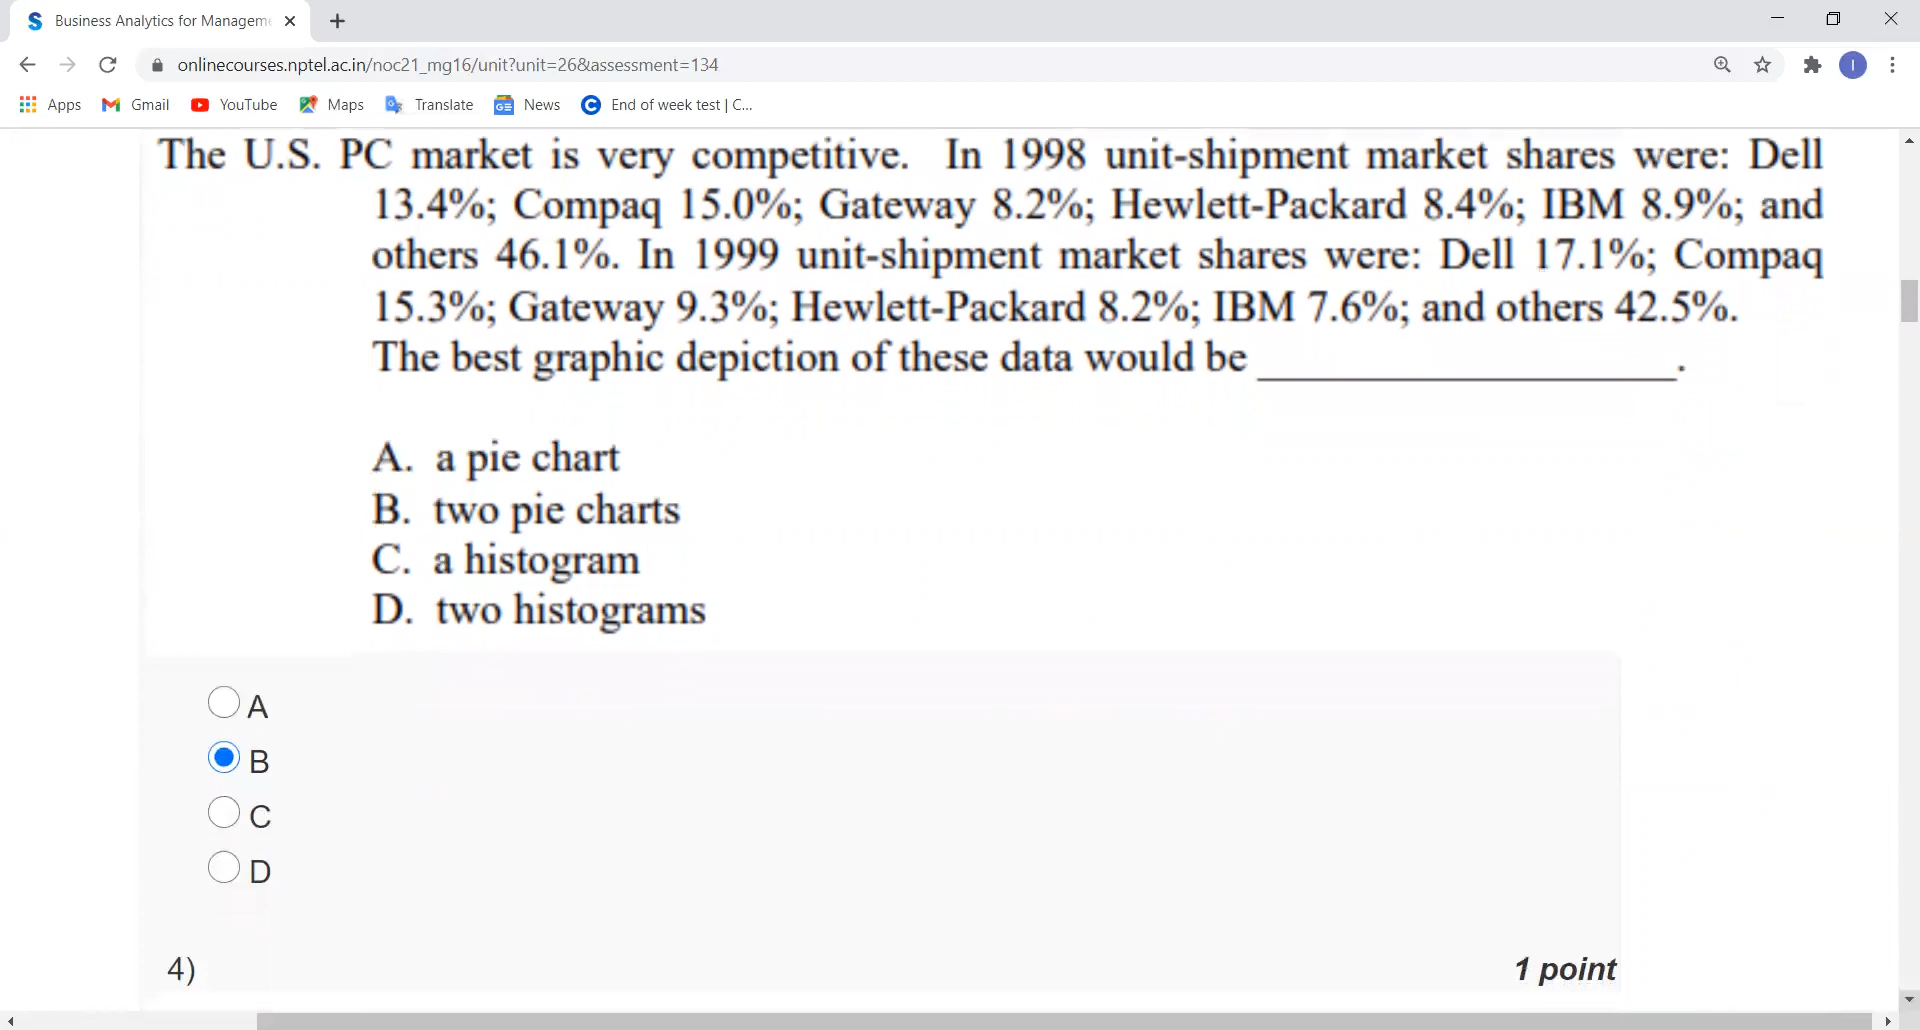 Business Analytics for Managem
onlinecourses.nptel.ac.in/noc21_mg16/unit?unit=26&assessment=134
I
Apps Gmail YouTube Maps Translate News End of week test | C...
The U.S. PC market is very competitive. In 1998 unit-shipment market shares were: Dell
13.4%; Compaq 15.0%; Gateway 8.2%; Hewlett-Packard 8.4%; IBM 8.9%; and
others 46.1%. In 1999 unit-shipment market shares were: Dell 17.1%; Compaq
15.3%; Gateway 9.3%; Hewlett-Packard 8.2%; IBM 7.6%; and others 42.5%.
The best graphic depiction of these data would be ____________________.
A. a pie chart
B. two pie charts
C. a histogram
D. two histograms
A
B
C
D
4) 1 point